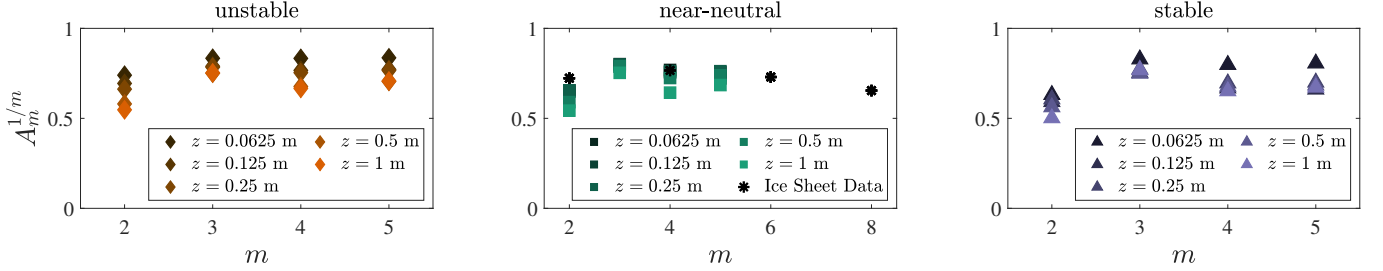 unstable
1
0.5
0
A_m^{1/m}
2 3 4 5
m
z = 0.0625 m
z = 0.125 m
z = 0.25 m
z = 0.5 m
z = 1 m
near-neutral
1
0.5
0
2 4 6 8
m
z = 0.0625 m
z = 0.125 m
z = 0.25 m
z = 0.5 m
z = 1 m
Ice Sheet Data
stable
1
0.5
0
2 3 4 5
m
z = 0.0625 m
z = 0.125 m
z = 0.25 m
z = 0.5 m
z = 1 m